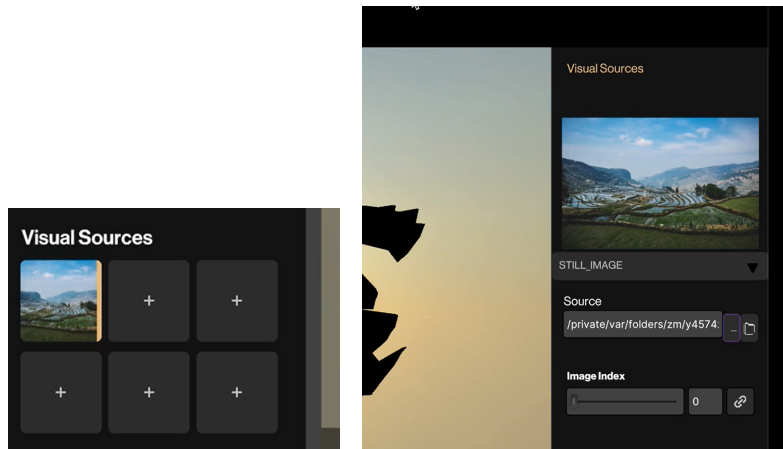 Visual Sources
+ +
+ + +
Visual Sources
STILL_IMAGE
Source
/private/var/folders/zm/y4574:
...
Image Index
0